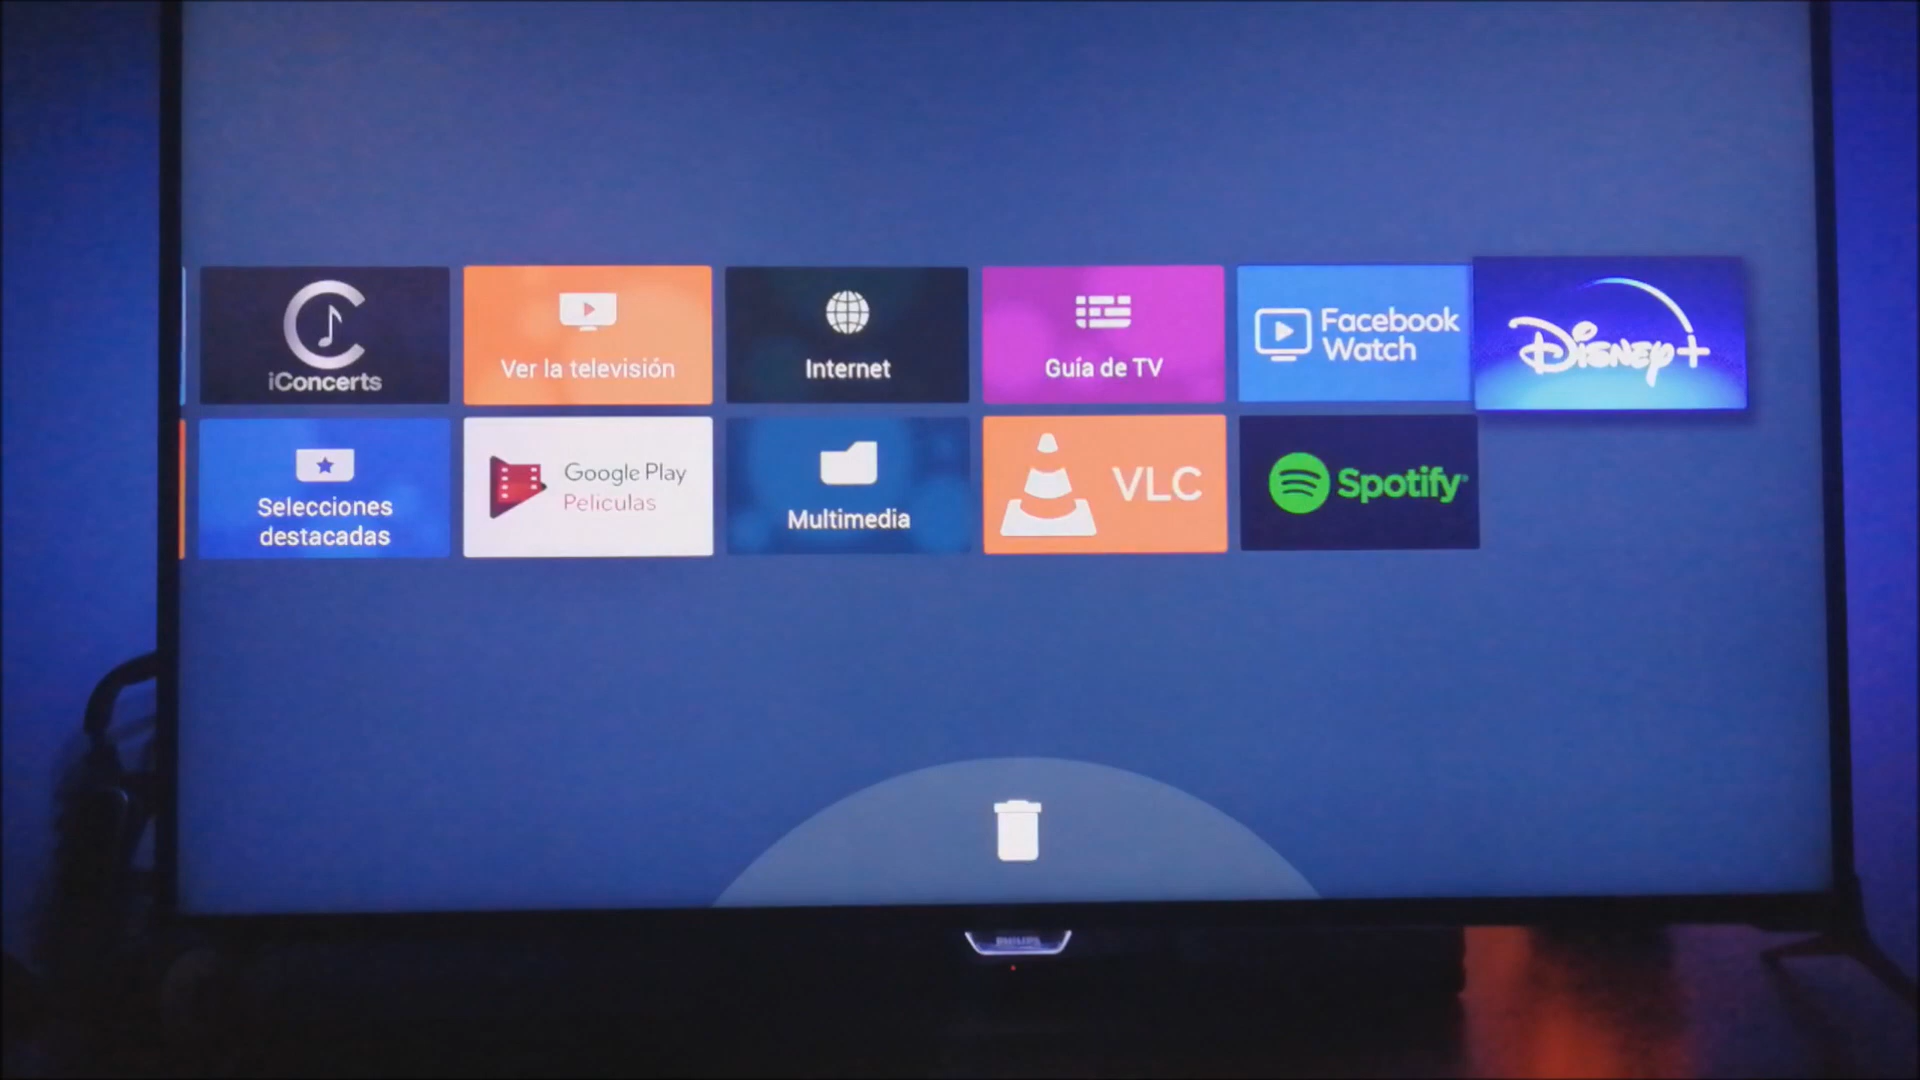 iConcerts
Ver la televisión
Internet
Guía de TV
Facebook
Watch
Disney+
Selecciones
destacadas
Google Play
Películas
Multimedia
VLC
Spotify
PHILIPS